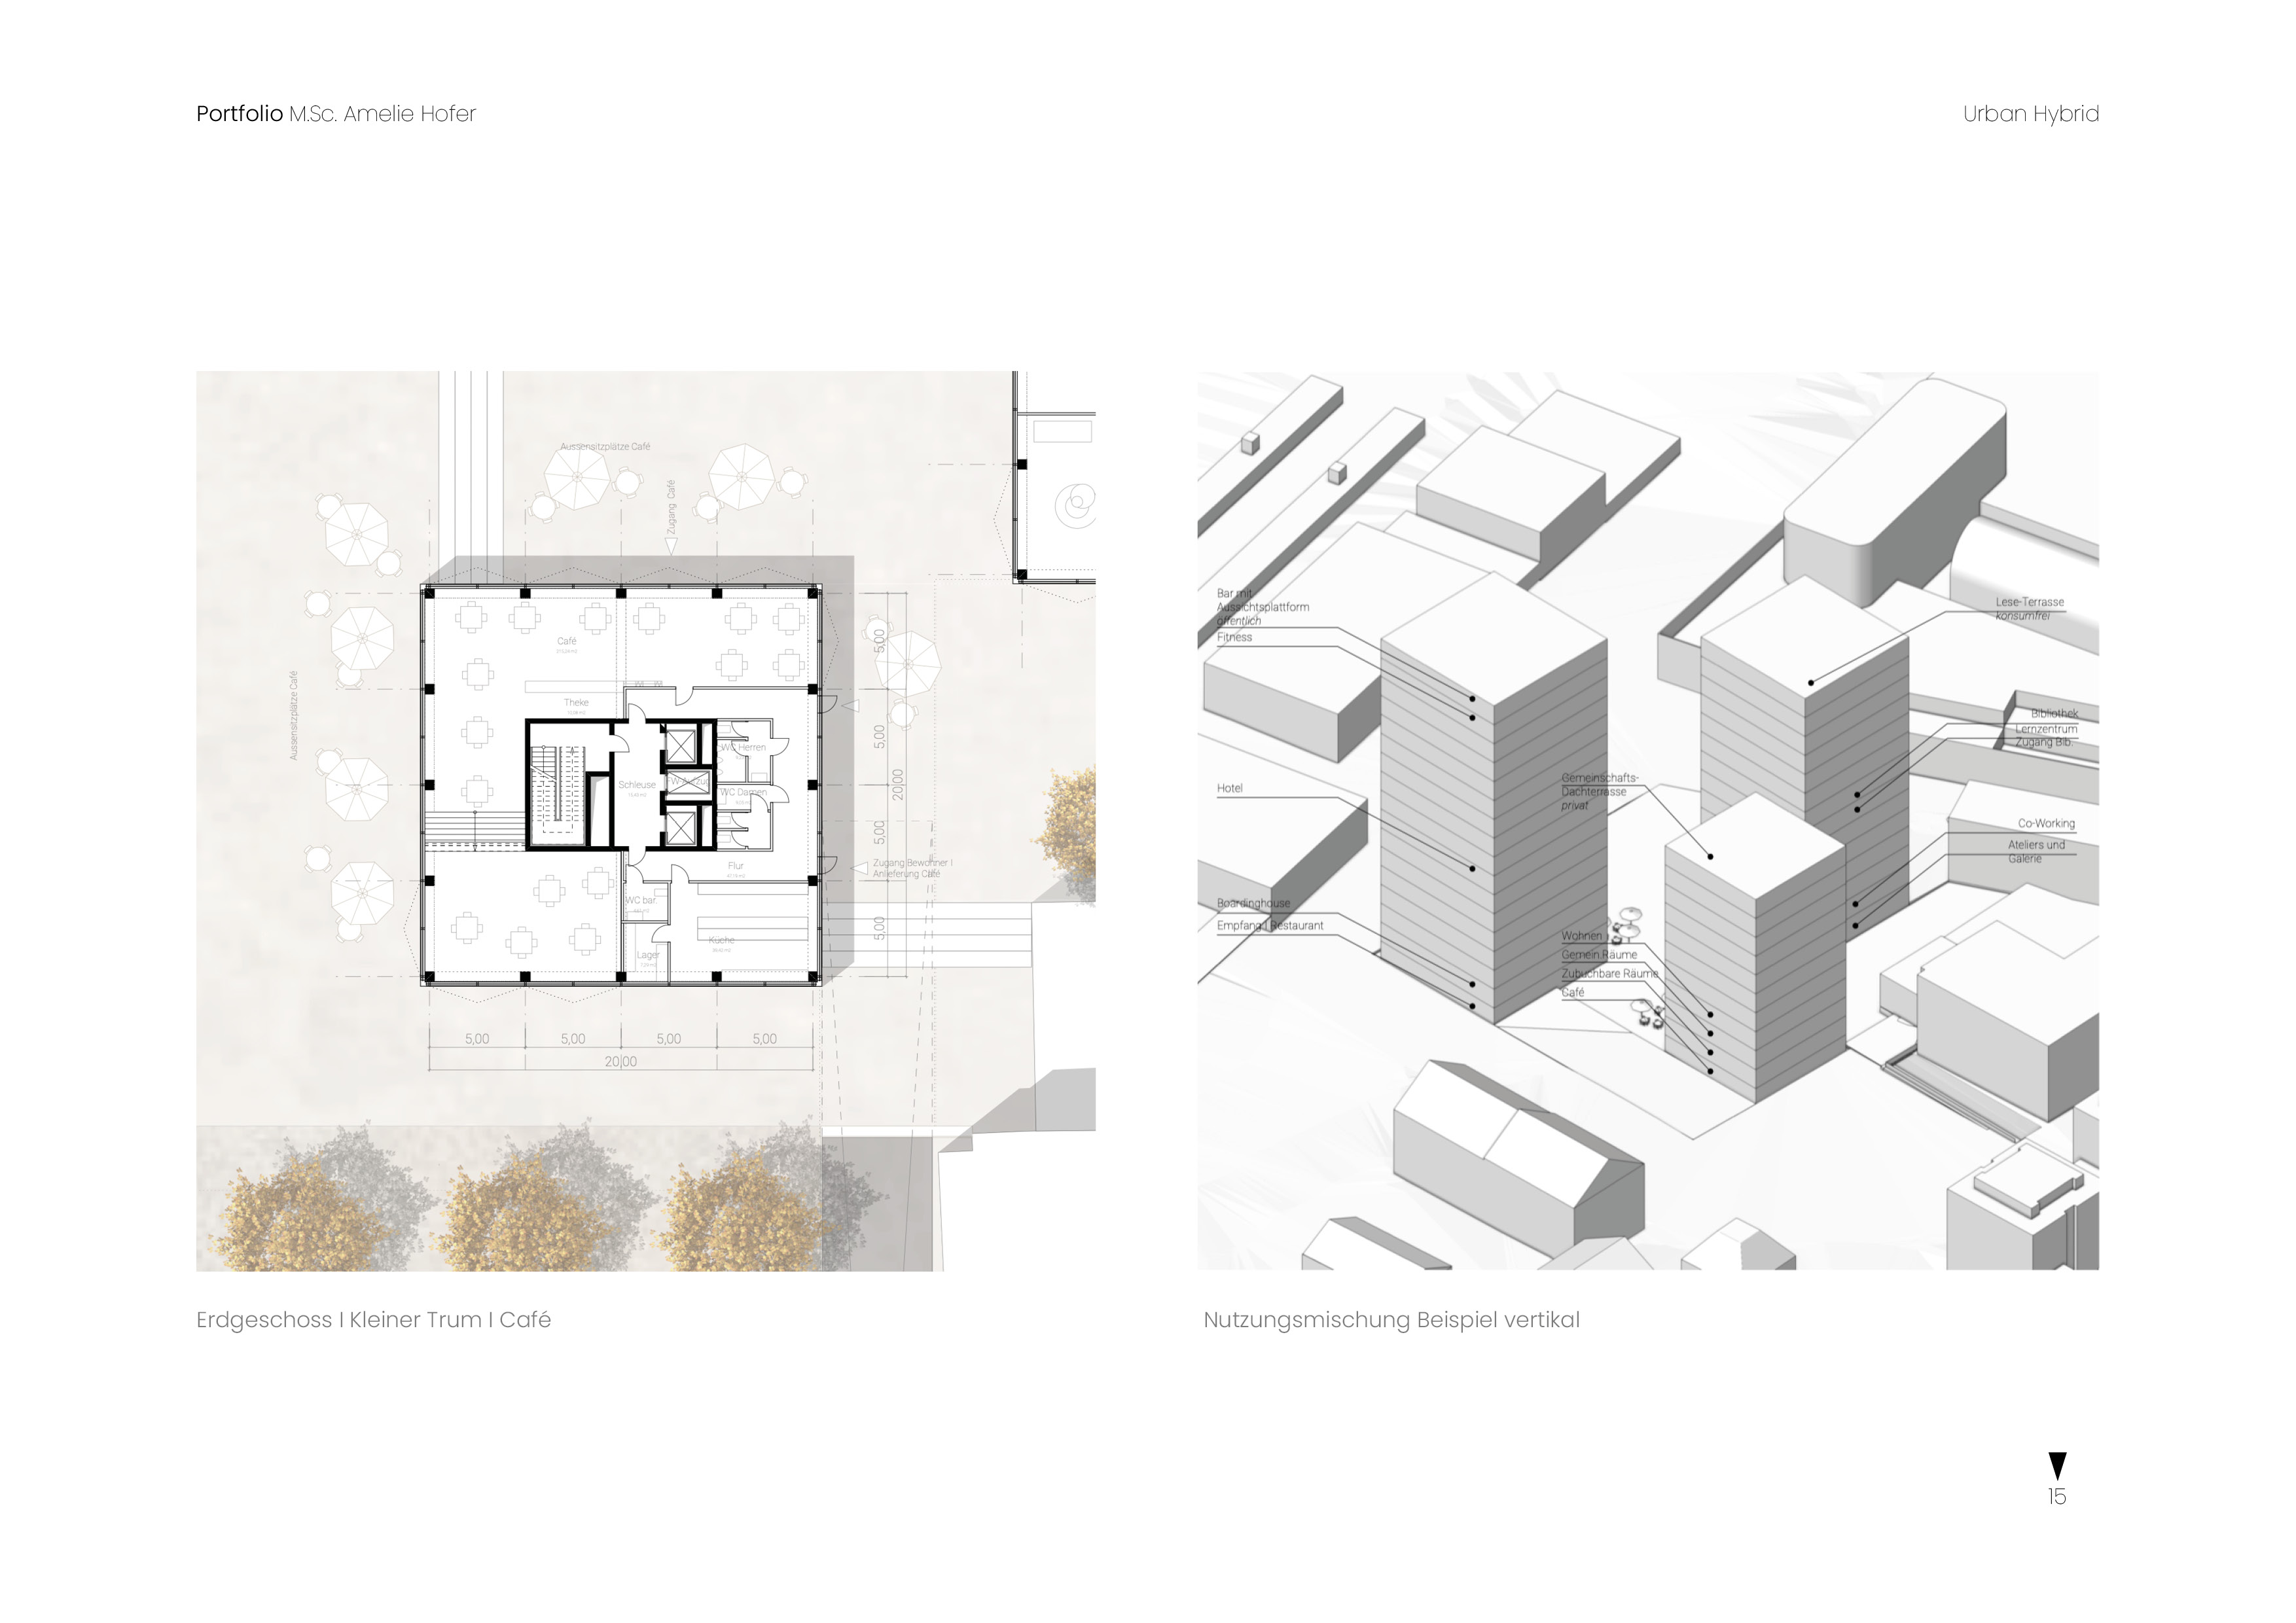 Portfolio M.Sc. Amelie Hofer
Urban Hybrid
Aussensitzplätze Café
Zugang Café
Aussensitzplätze Café
Café
Theke
Schleuse
WC Herren
WC Damen
Flur
WC bar.
Lager
Küche
Zugang Bewohner I
Anlieferung Café
5,00
5,00
5,00
5,00
20,00
5,00
5,00
5,00
5,00
20,00
Bar mit
Aussichtsplattform
öffentlich
Fitness
Hotel
Boardinghouse
Empfang I Restaurant
Gemeinschafts-
Dachterrasse
privat
Wohnen
Gemein.Räume
Zubuchbare Räume
Café
Lese-Terrasse
konsumfrei
Bibliothek
Lernzentrum
Zugang Bib.
Co-Working
Ateliers und
Galerie
Erdgeschoss I Kleiner Trum I Café
Nutzungsmischung Beispiel vertikal
15